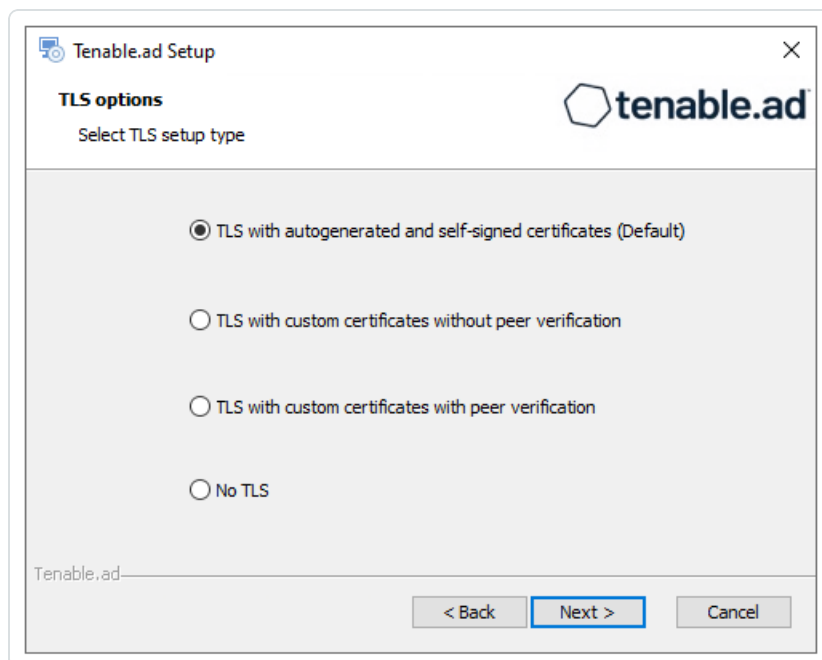 Tenable.ad Setup
TLS options
Select TLS setup type
tenable.ad
TLS with autogenerated and self-signed certificates (Default)
TLS with custom certificates without peer verification
TLS with custom certificates with peer verification
No TLS
Tenable.ad
< Back
Next >
Cancel